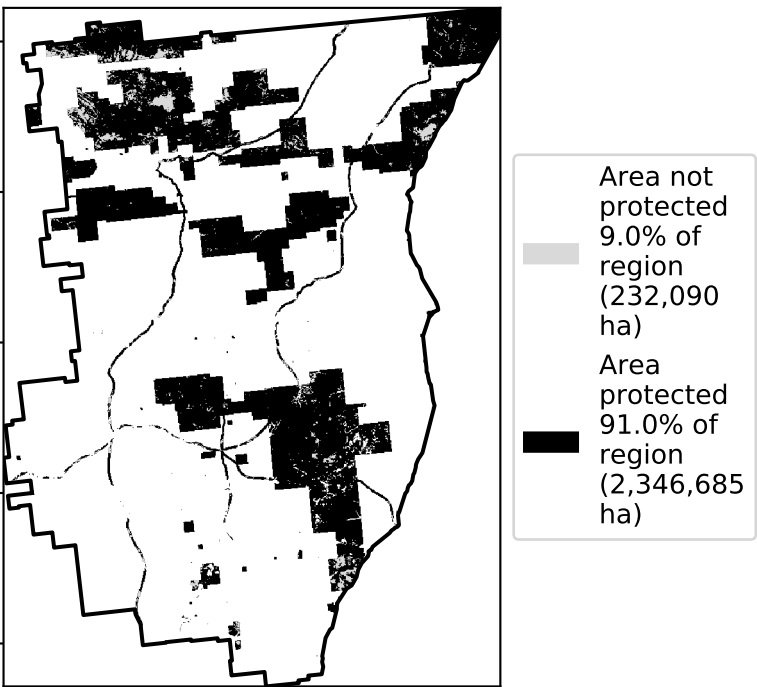 Area not
protected
9.0% of
region
(232,090
ha)
Area
protected
91.0% of
region
(2,346,685
ha)